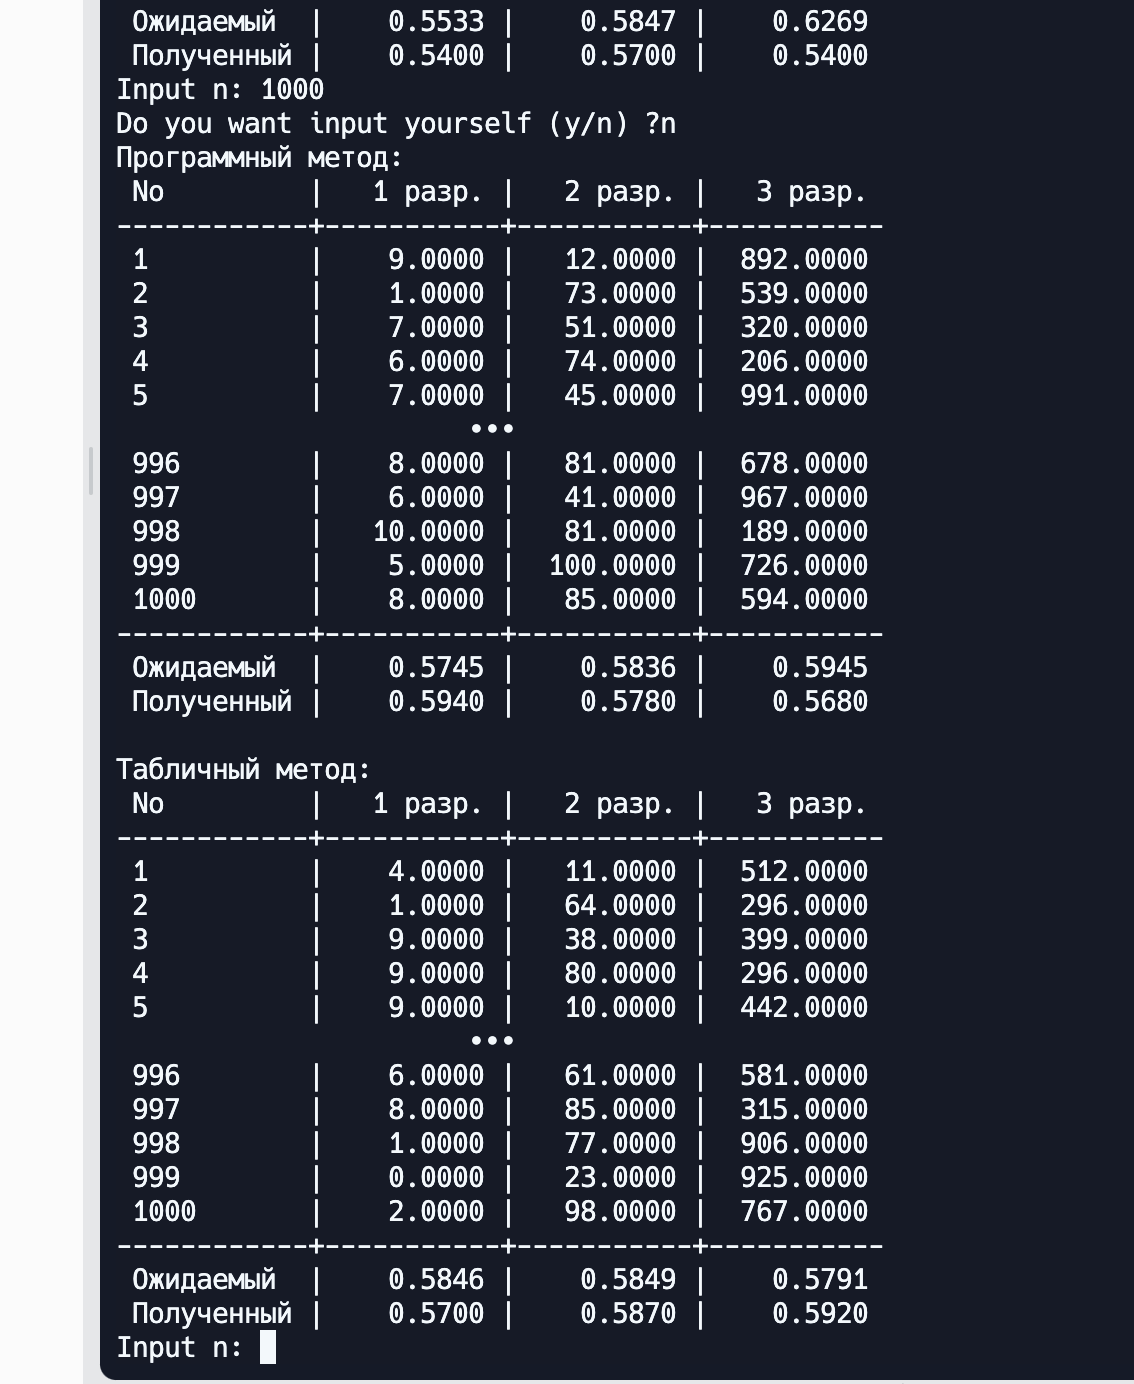 Ожидаемый  |    0.5533 |    0.5847 |    0.6269
Полученный |    0.5400 |    0.5700 |    0.5400
Input n: 1000
Do you want input yourself (y/n) ?n
Программный метод:
No         |   1 разр. |   2 разр. |   3 разр.
------------+-----------+-----------+-----------
1          |    9.0000 |   12.0000 |  892.0000
2          |    1.0000 |   73.0000 |  539.0000
3          |    7.0000 |   51.0000 |  320.0000
4          |    6.0000 |   74.0000 |  206.0000
5          |    7.0000 |   45.0000 |  991.0000
•••
996        |    8.0000 |   81.0000 |  678.0000
997        |    6.0000 |   41.0000 |  967.0000
998        |   10.0000 |   81.0000 |  189.0000
999        |    5.0000 |  100.0000 |  726.0000
1000       |    8.0000 |   85.0000 |  594.0000
------------+-----------+-----------+-----------
Ожидаемый  |    0.5745 |    0.5836 |    0.5945
Полученный |    0.5940 |    0.5780 |    0.5680
Табличный метод:
No         |   1 разр. |   2 разр. |   3 разр.
------------+-----------+-----------+-----------
1          |    4.0000 |   11.0000 |  512.0000
2          |    1.0000 |   64.0000 |  296.0000
3          |    9.0000 |   38.0000 |  399.0000
4          |    9.0000 |   80.0000 |  296.0000
5          |    9.0000 |   10.0000 |  442.0000
•••
996        |    6.0000 |   61.0000 |  581.0000
997        |    8.0000 |   85.0000 |  315.0000
998        |    1.0000 |   77.0000 |  906.0000
999        |    0.0000 |   23.0000 |  925.0000
1000       |    2.0000 |   98.0000 |  767.0000
------------+-----------+-----------+-----------
Ожидаемый  |    0.5846 |    0.5849 |    0.5791
Полученный |    0.5700 |    0.5870 |    0.5920
Input n: